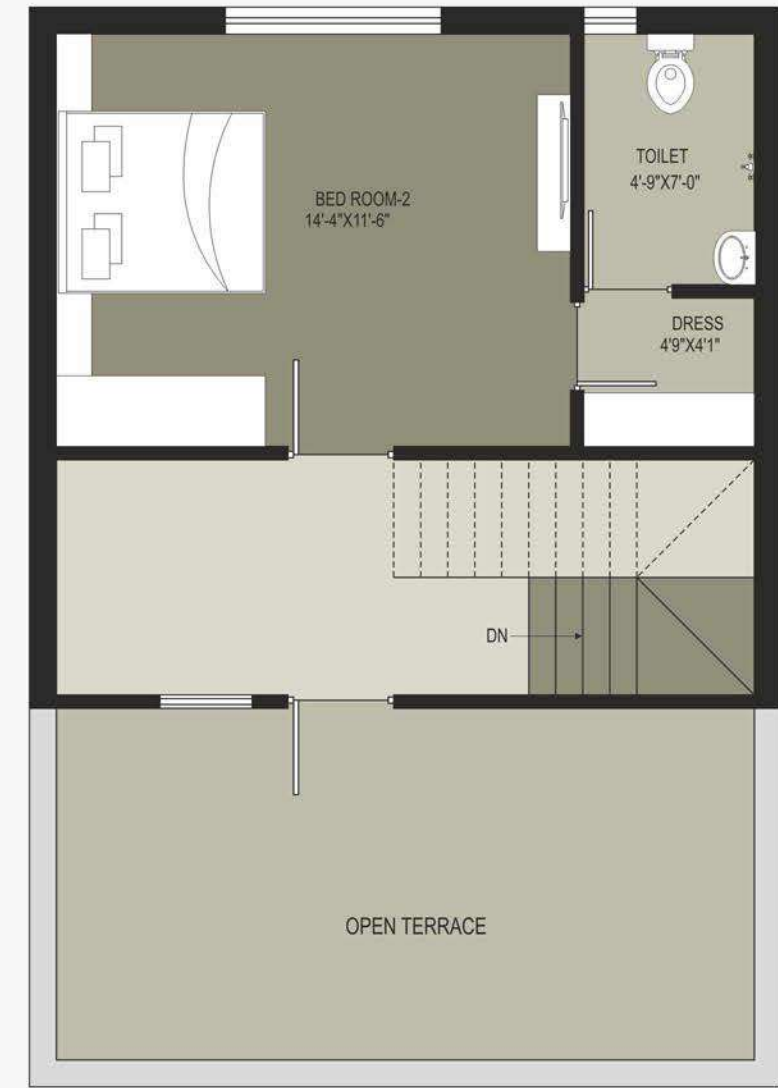 TOILET
4'-9"X7'-0"
BED ROOM-2
14'-4"X11'-6"
DRESS
4'9"X4'1"
DN
OPEN TERRACE